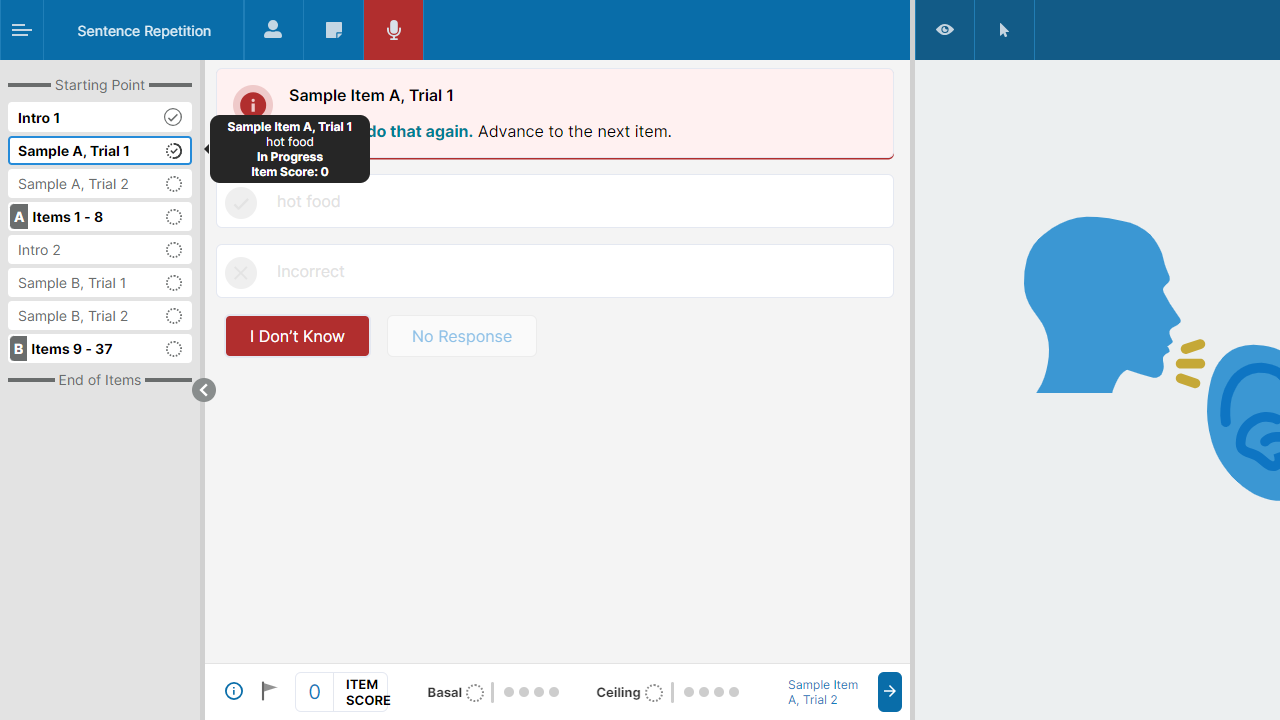 Sentence Repetition
Starting Point
Intro 1
Sample A, Trial 1
Sample A, Trial 2
A Items 1 - 8
Intro 2
Sample B, Trial 1
Sample B, Trial 2
B Items 9 - 37
End of Items
Sample Item A, Trial 1
do that again. Advance to the next item.
Sample Item A, Trial 1
hot food
In Progress
Item Score: 0
hot food
Incorrect
I Don't Know
No Response
0 ITEM SCORE
Basal
Ceiling
Sample Item
A, Trial 2